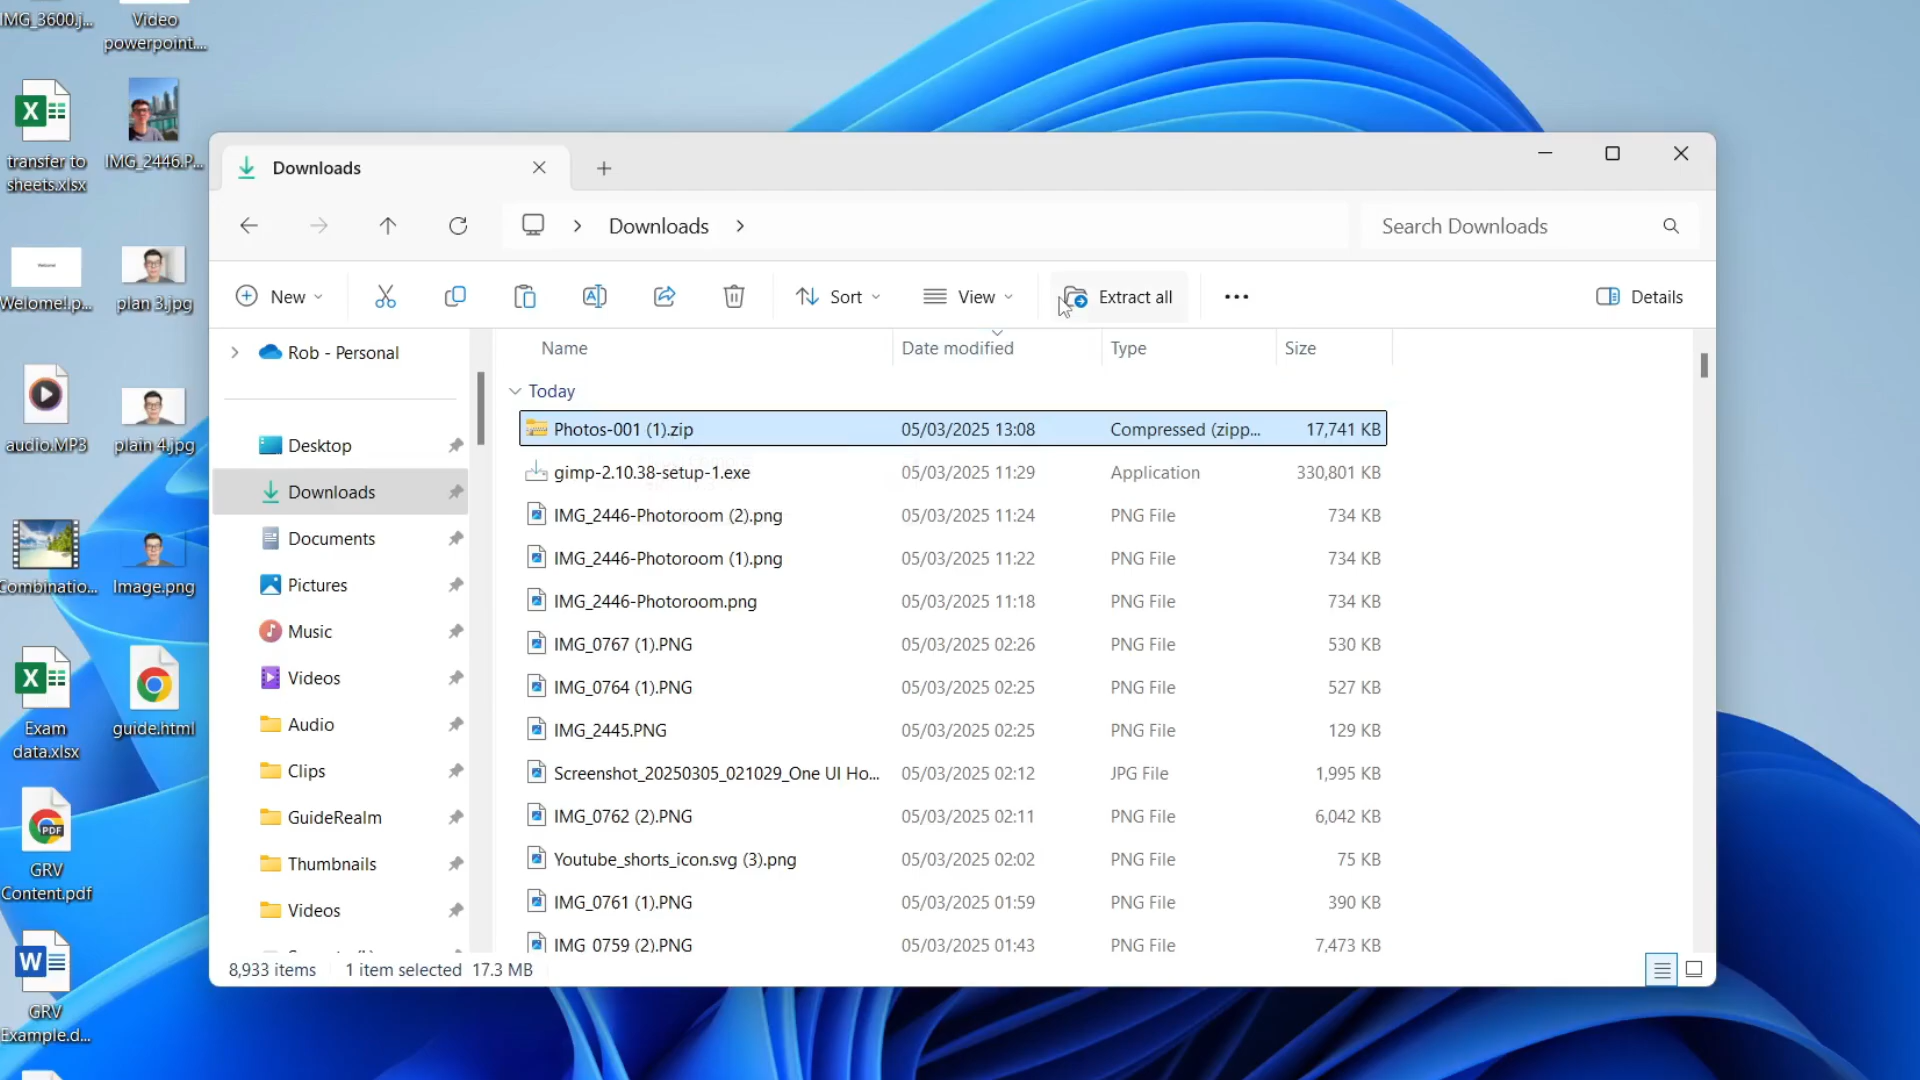 IMG_3600.j...
Video
powerpoint....
transfer to
sheets.xlsx
IMG_2446.P...
Welome!.p...
plan 3.jpg
audio.MP3
plain 4.jpg
Combinatio...
Image.png
Exam
data.xlsx
guide.html
PDF
GRV
Content.pdf
GRV
Example.d...
Downloads
Downloads
Search Downloads
New
Sort
View
Extract all
Details
Rob - Personal
Desktop
Downloads
Documents
Pictures
Music
Videos
Audio
Clips
GuideRealm
Thumbnails
Videos
Name Date modified Type Size
Today
Photos-001 (1).zip 05/03/2025 13:08 Compressed (zipp... 17,741 KB
gimp-2.10.38-setup-1.exe 05/03/2025 11:29 Application 330,801 KB
IMG_2446-Photoroom (2).png 05/03/2025 11:24 PNG File 734 KB
IMG_2446-Photoroom (1).png 05/03/2025 11:22 PNG File 734 KB
IMG_2446-Photoroom.png 05/03/2025 11:18 PNG File 734 KB
IMG_0767 (1).PNG 05/03/2025 02:26 PNG File 530 KB
IMG_0764 (1).PNG 05/03/2025 02:25 PNG File 527 KB
IMG_2445.PNG 05/03/2025 02:25 PNG File 129 KB
Screenshot_20250305_021029_One UI Ho... 05/03/2025 02:12 JPG File 1,995 KB
IMG_0762 (2).PNG 05/03/2025 02:11 PNG File 6,042 KB
Youtube_shorts_icon.svg (3).png 05/03/2025 02:02 PNG File 75 KB
IMG_0761 (1).PNG 05/03/2025 01:59 PNG File 390 KB
IMG_0759 (2).PNG 05/03/2025 01:43 PNG File 7,473 KB
8,933 items 1 item selected 17.3 MB